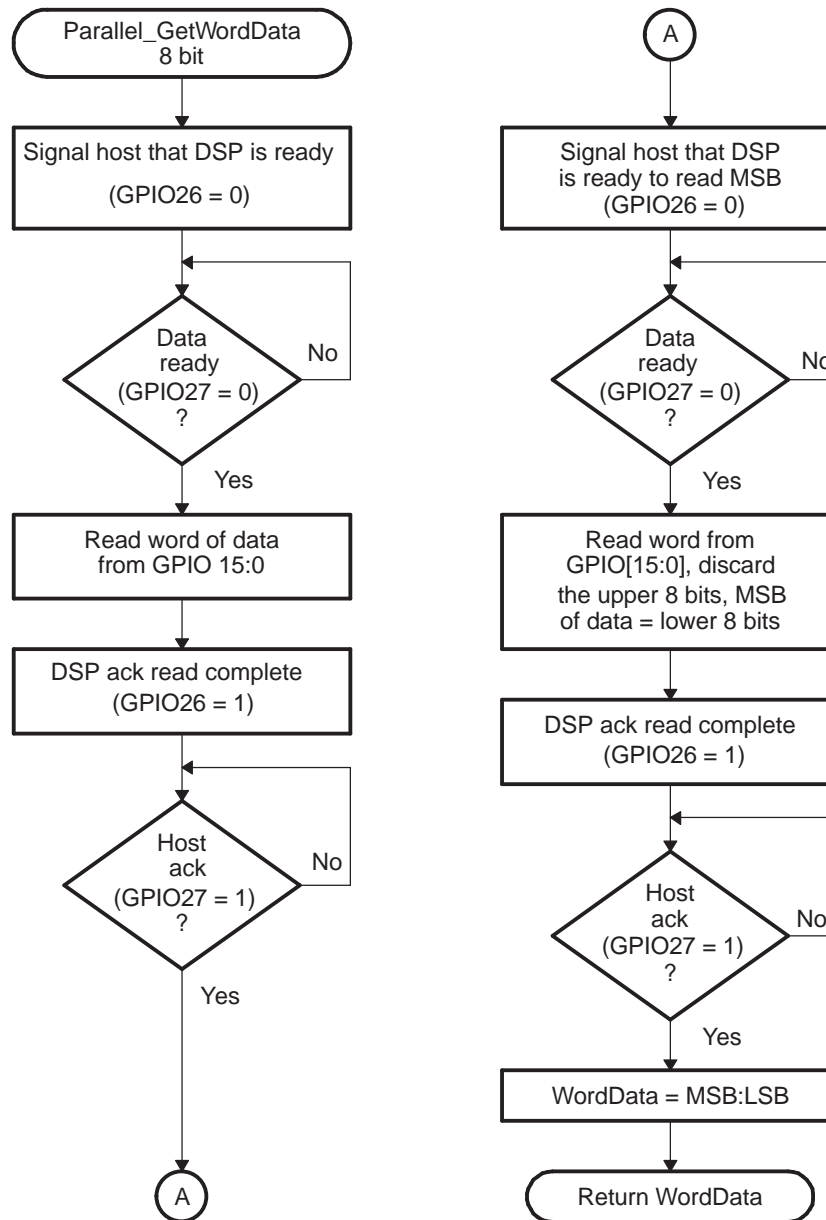 Parallel_GetWordData
8 bit
Signal host that DSP is ready
(GPIO26 = 0)
Data
ready
(GPIO27 = 0)
?
No
Yes
Read word of data
from GPIO 15:0
DSP ack read complete
(GPIO26 = 1)
Host
ack
(GPIO27 = 1)
?
No
Yes
A
A
Signal host that DSP
is ready to read MSB
(GPIO26 = 0)
Data
ready
(GPIO27 = 0)
?
No
Yes
Read word from
GPIO[15:0], discard
the upper 8 bits, MSB
of data = lower 8 bits
DSP ack read complete
(GPIO26 = 1)
Host
ack
(GPIO27 = 1)
?
No
Yes
WordData = MSB:LSB
Return WordData